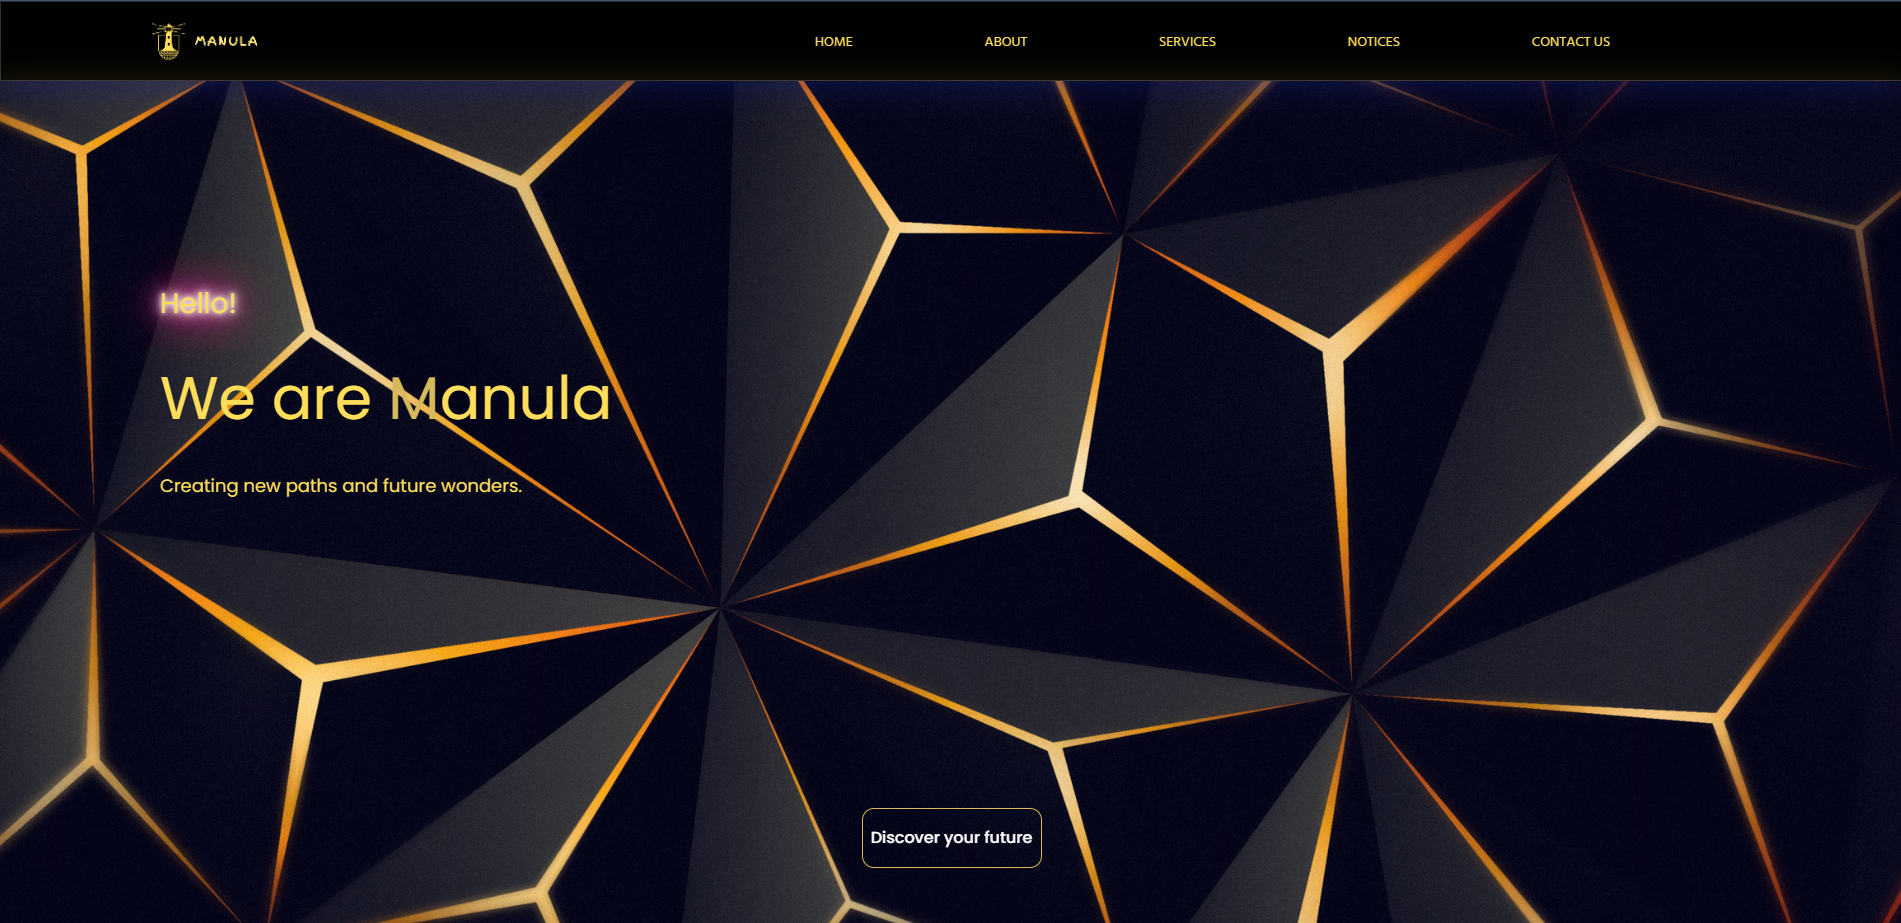 MANULA
HOME ABOUT SERVICES NOTICES CONTACT US
Hello!
We are Manula
Creating new paths and future wonders.
Discover your future